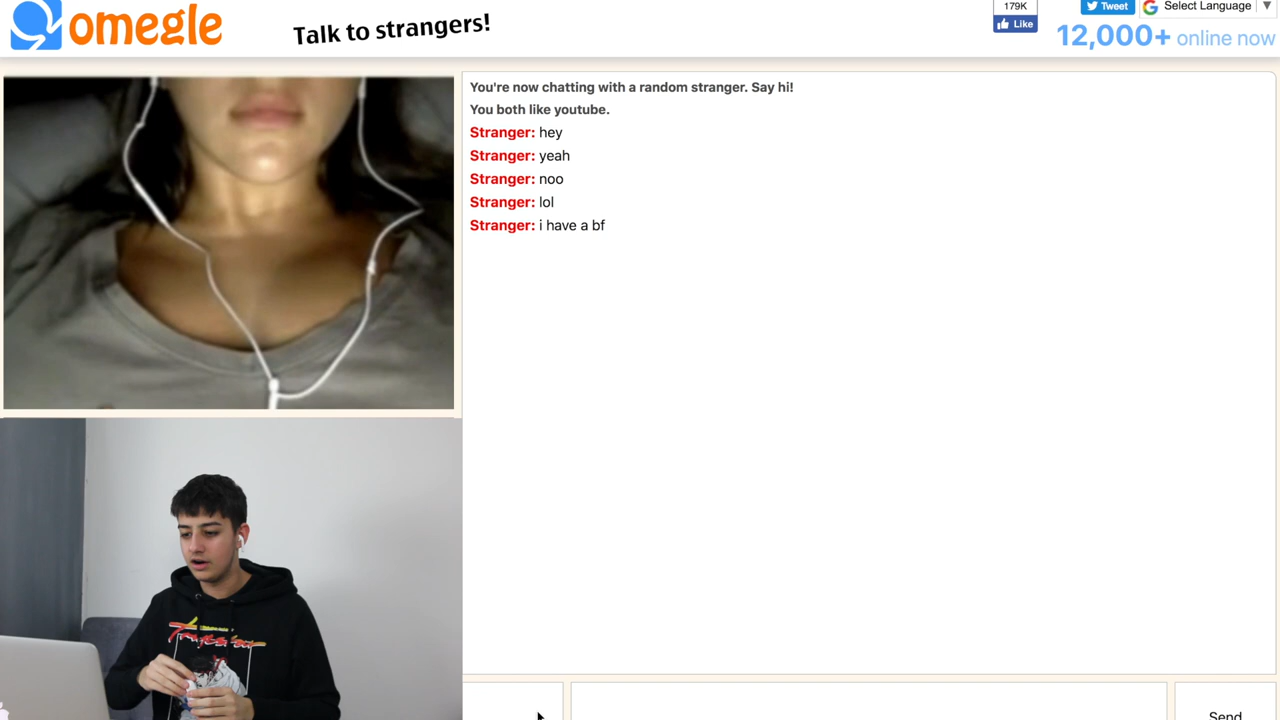 omegle
Talk to strangers!
179K
Like
Tweet
Select Language
12,000+ online now
You're now chatting with a random stranger. Say hi!
You both like youtube.
Stranger: hey
Stranger: yeah
Stranger: noo
Stranger: lol
Stranger: i have a bf
Send